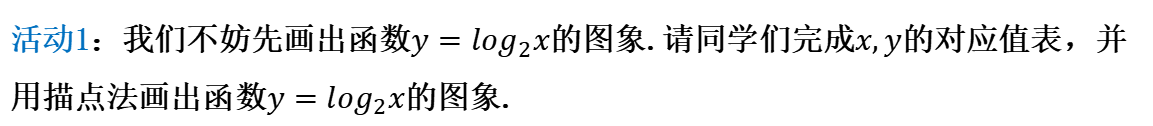 活动1：我们不妨先画出函数y = log₂x的图象. 请同学们完成x, y的对应值表，并
用描点法画出函数y = log₂x的图象.